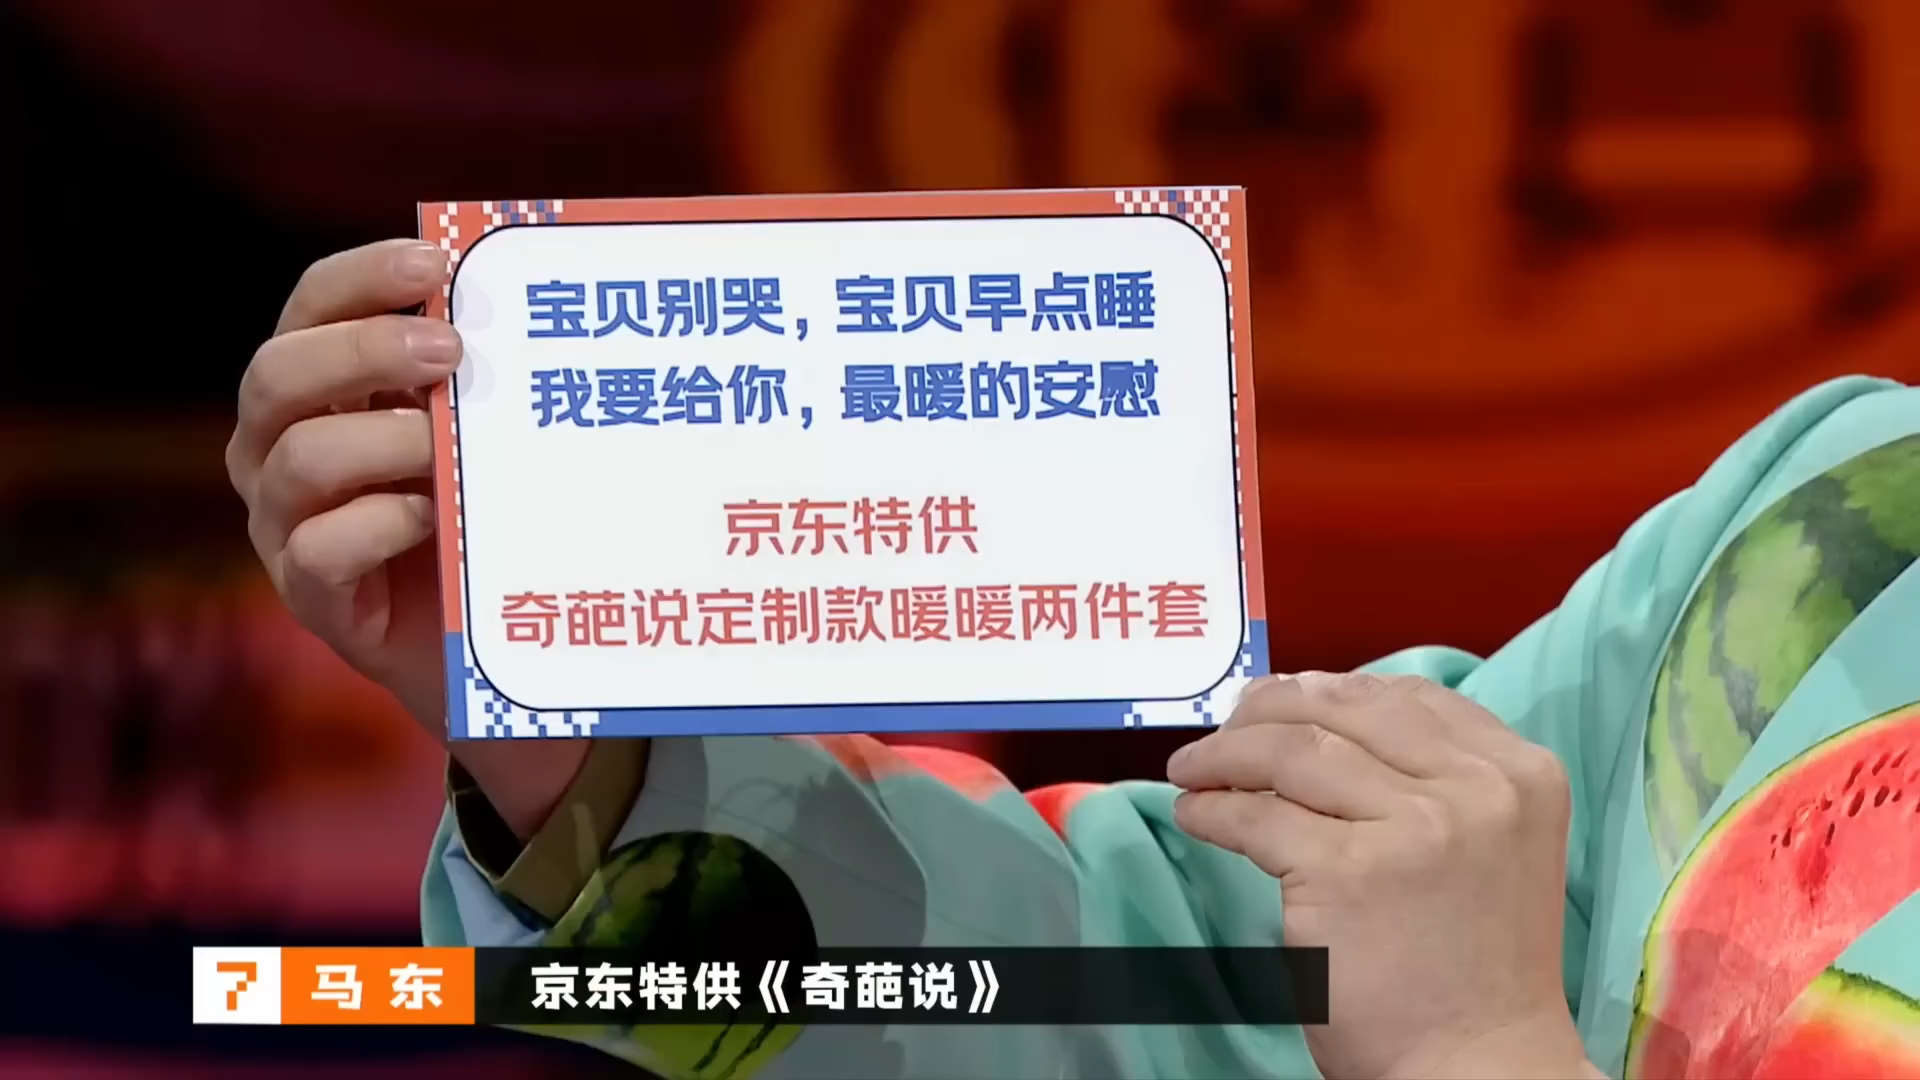 宝贝别哭，宝贝早点睡
我要给你，最暖的安慰
京东特供
奇葩说定制款暖暖两件套
7 马东 京东特供《奇葩说》